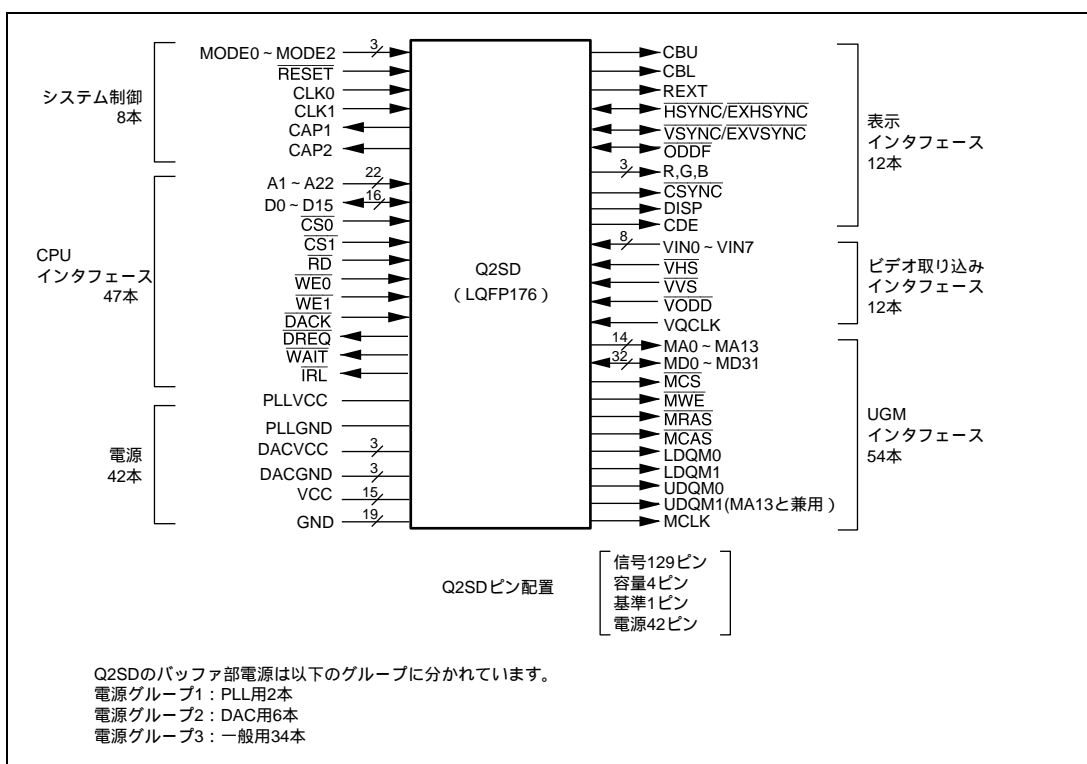 システム制御
8本
MODE0～MODE2
3
RESET
CLK0
CLK1
CAP1
CAP2
CPU
インタフェース
47本
A1～A22
22
D0～D15
16
CS0
CS1
RD
WE0
WE1
DACK
DREQ
WAIT
IRL
電源
42本
PLLVCC
PLLGND
DACVCC
3
DACGND
3
VCC
15
GND
19
Q2SD
（LQFP176）
CBU
CBL
REXT
HSYNC/EXHSYNC
VSYNC/EXVSYNC
ODDF
3
R,G,B
CSYNC
DISP
CDE
表示
インタフェース
12本
8
VIN0～VIN7
VHS
VVS
VODD
VQCLK
ビデオ取り込み
インタフェース
12本
14
MA0～MA13
32
MD0～MD31
MCS
MWE
MRAS
MCAS
LDQM0
LDQM1
UDQM0
UDQM1(MA13と兼用）
MCLK
UGM
インタフェース
54本
Q2SDピン配置
信号129ピン
容量4ピン
基準1ピン
電源42ピン
Q2SDのバッファ部電源は以下のグループに分かれています。
電源グループ1：PLL用2本
電源グループ2：DAC用6本
電源グループ3：一般用34本